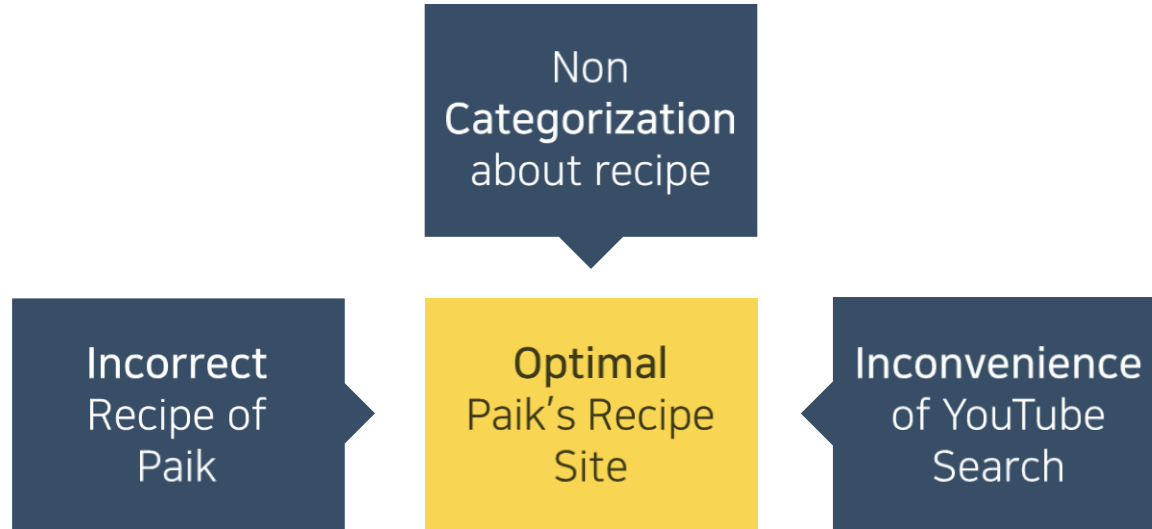 Non
Categorization
about recipe
Incorrect
Recipe of
Paik
Optimal
Paik's Recipe
Site
Inconvenience
of YouTube
Search